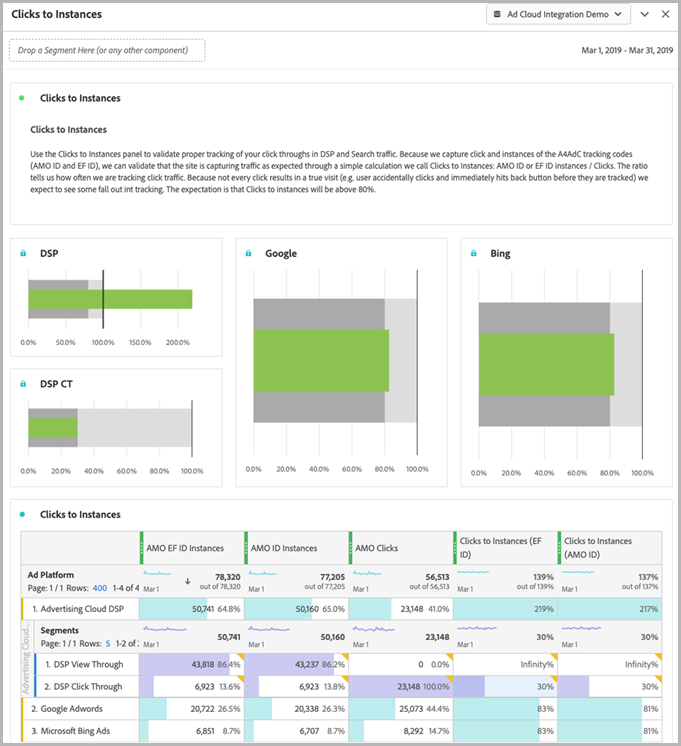 Clicks to Instances
Ad Cloud Integration Demo
Drop a Segment Here (or any other component)
Mar 1, 2019 - Mar 31, 2019
Clicks to Instances
Clicks to Instances
Use the Clicks to Instances panel to validate proper tracking of your click throughs in DSP and Search traffic. Because we capture click and instances of the A4AdC tracking codes
(AMO ID and EF ID), we can validate that the site is capturing traffic as expected through a simple calculation we call Clicks to Instances: AMO ID or EF ID instances / Clicks. The ratio
tells us how often we are tracking click traffic. Because not every click results in a true visit (e.g. user accidentally clicks and immediately hits back button before they are tracked) we
expect to see some fall out int tracking. The expectation is that Clicks to instances will be above 80%.
DSP
0.0% 50.0% 100.0% 150.0% 200.0%
DSP CT
0.0% 20.0% 40.0% 60.0% 80.0% 100.0%
Google
0.0% 20.0% 40.0% 60.0% 80.0% 100.0%
Bing
0.0% 20.0% 40.0% 60.0% 80.0% 100.0%
Clicks to Instances
AMO EF ID Instances AMO ID Instances AMO Clicks Clicks to Instances (EF ID) Clicks to Instances (AMO ID)
Ad Platform 78,320 77,205 56,513 139% 137%
Page: 1 / 1 Rows: 400 1-4 of 4 Mar 1 out of 78,320 Mar 1 out of 77,205 Mar 1 out of 56,513 Mar 1 out of 139% Mar 1 out of 137%
1. Advertising Cloud DSP 50,741 64.8% 50,160 65.0% 23,148 41.0% 219% 217%
Advertising Cloud...
Segments 50,741 50,160 23,148 30% 30%
Page: 1 / 1 Rows: 5 1-2 of Mar 1 Mar 1 Mar 1 Mar 1 Mar 1
1. DSP View Through 43,818 86.4% 43,237 86.2% 0 0.0% Infinity% Infinity%
2. DSP Click Through 6,923 13.6% 6,923 13.8% 23,148 100.0% 30% 30%
2. Google Adwords 20,722 26.5% 20,338 26.3% 25,073 44.4% 83% 81%
3. Microsoft Bing Ads 6,851 8.7% 6,707 8.7% 8,292 14.7% 83% 81%